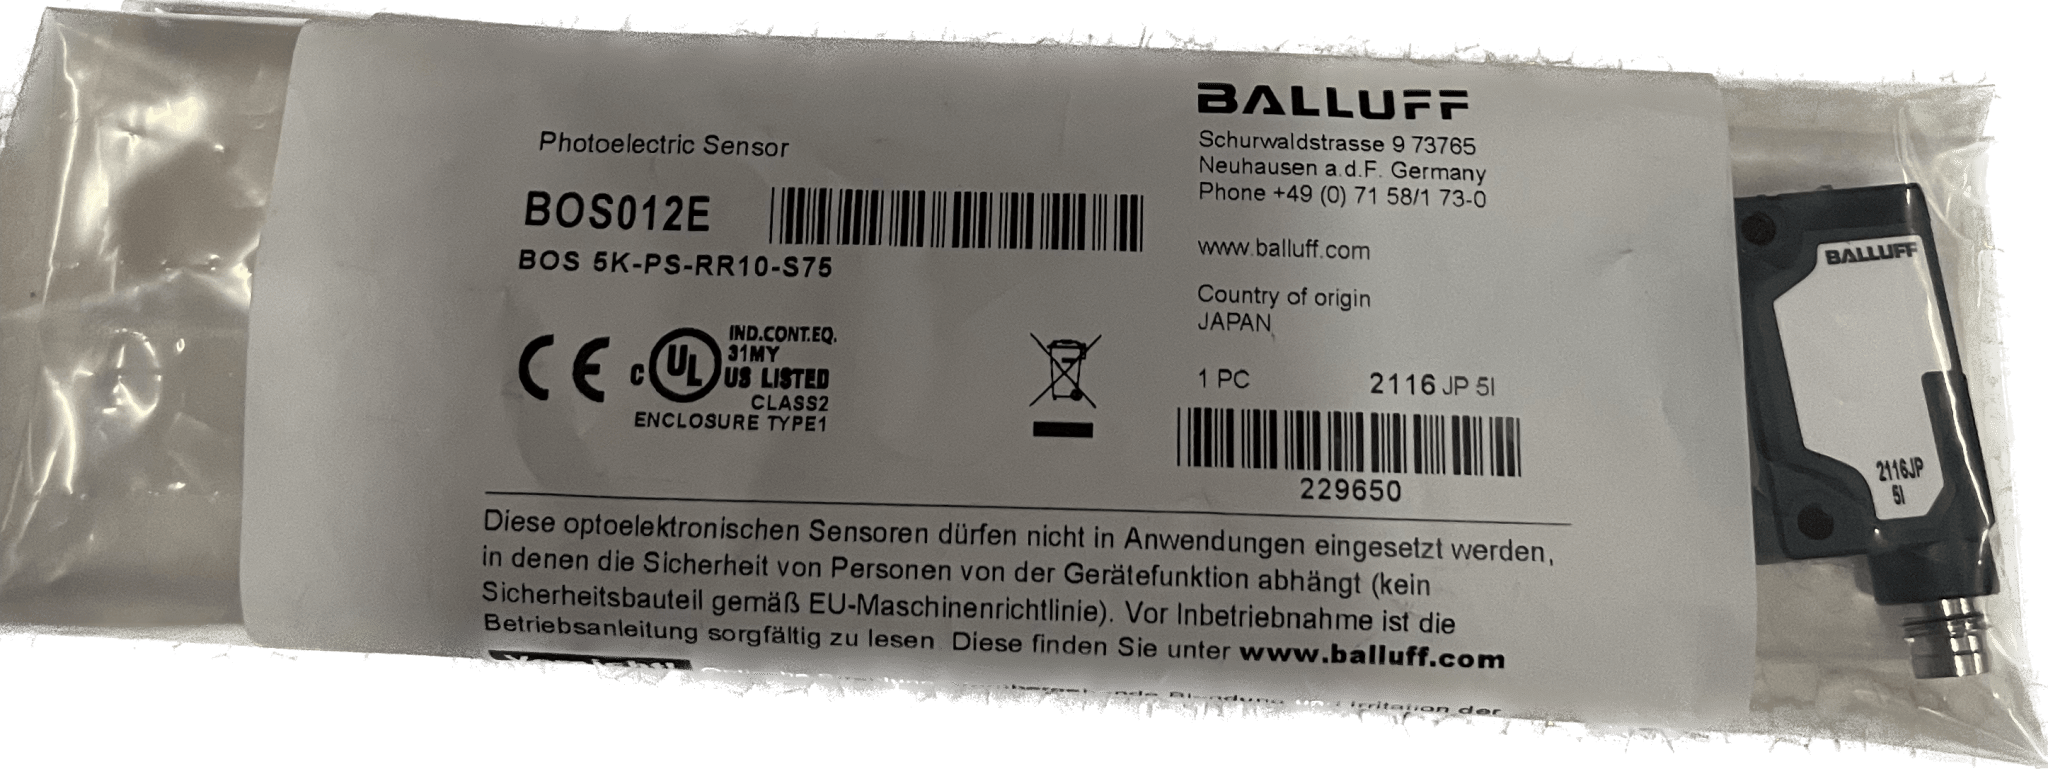 Photoelectric Sensor
BOS012E
BOS 5K-PS-RR10-S75
CE
c UL US LISTED
IND.CONT.EQ.
31MY
CLASS2
ENCLOSURE TYPE1
BALLUFF
Schurwaldstrasse 9 73765
Neuhausen a.d.F. Germany
Phone +49 (0) 71 58/1 73-0
www.balluff.com
Country of origin
JAPAN
1 PC 2116 JP 5I
229650
Diese optoelektronischen Sensoren dürfen nicht in Anwendungen eingesetzt werden,
in denen die Sicherheit von Personen von der Gerätefunktion abhängt (kein
Sicherheitsbauteil gemäß EU-Maschinenrichtlinie). Vor Inbetriebnahme ist die
Betriebsanleitung sorgfältig zu lesen. Diese finden Sie unter www.balluff.com
Irritation der
BALLUFF
2116JP
5I